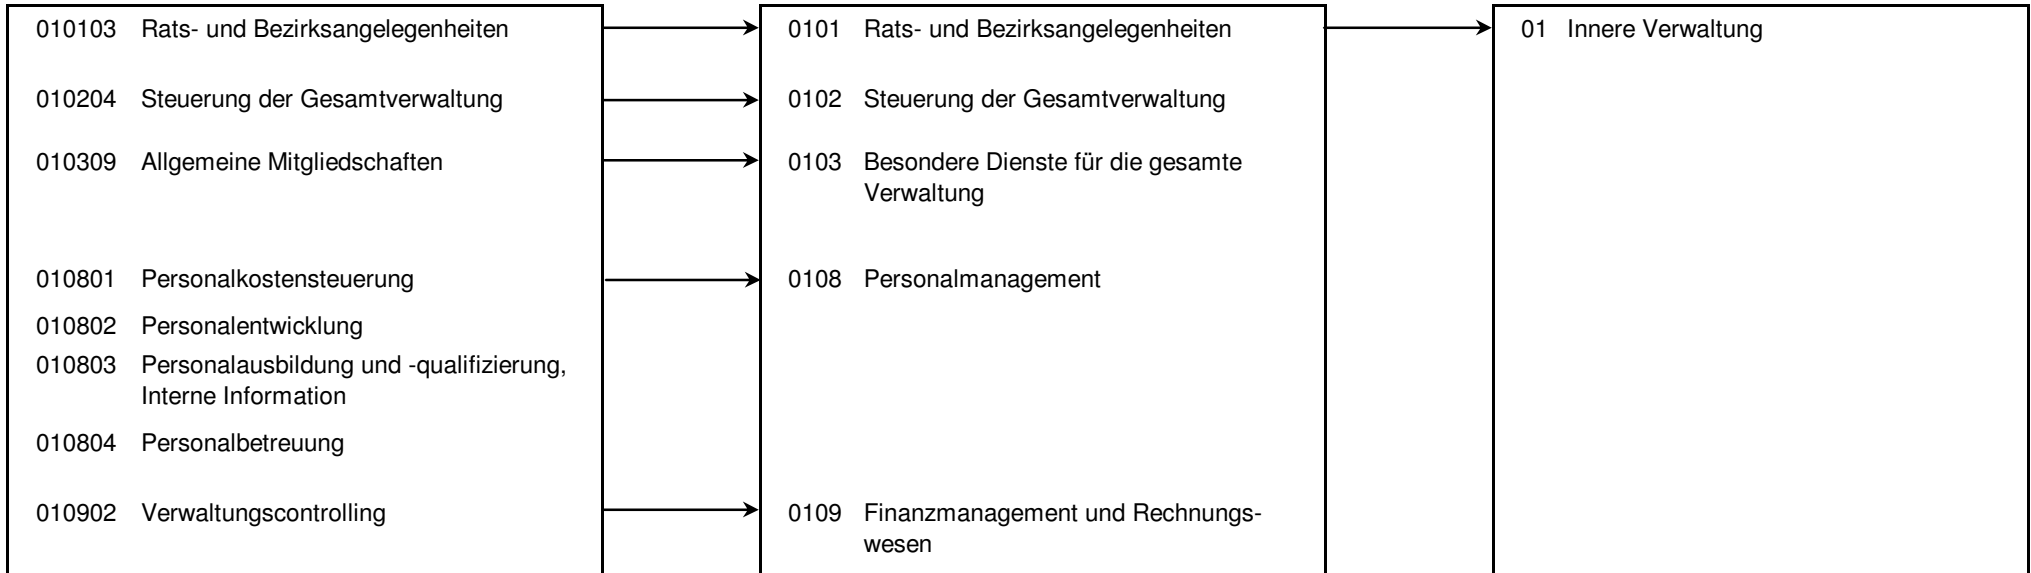 010103 Rats- und Bezirksangelegenheiten
0101 Rats- und Bezirksangelegenheiten
01 Innere Verwaltung
010204 Steuerung der Gesamtverwaltung
0102 Steuerung der Gesamtverwaltung
010309 Allgemeine Mitgliedschaften
0103 Besondere Dienste für die gesamte
Verwaltung
010801 Personalkostensteuerung
0108 Personalmanagement
010802 Personalentwicklung
010803 Personalausbildung und -qualifizierung,
Interne Information
010804 Personalbetreuung
010902 Verwaltungscontrolling
0109 Finanzmanagement und Rechnungs-
wesen